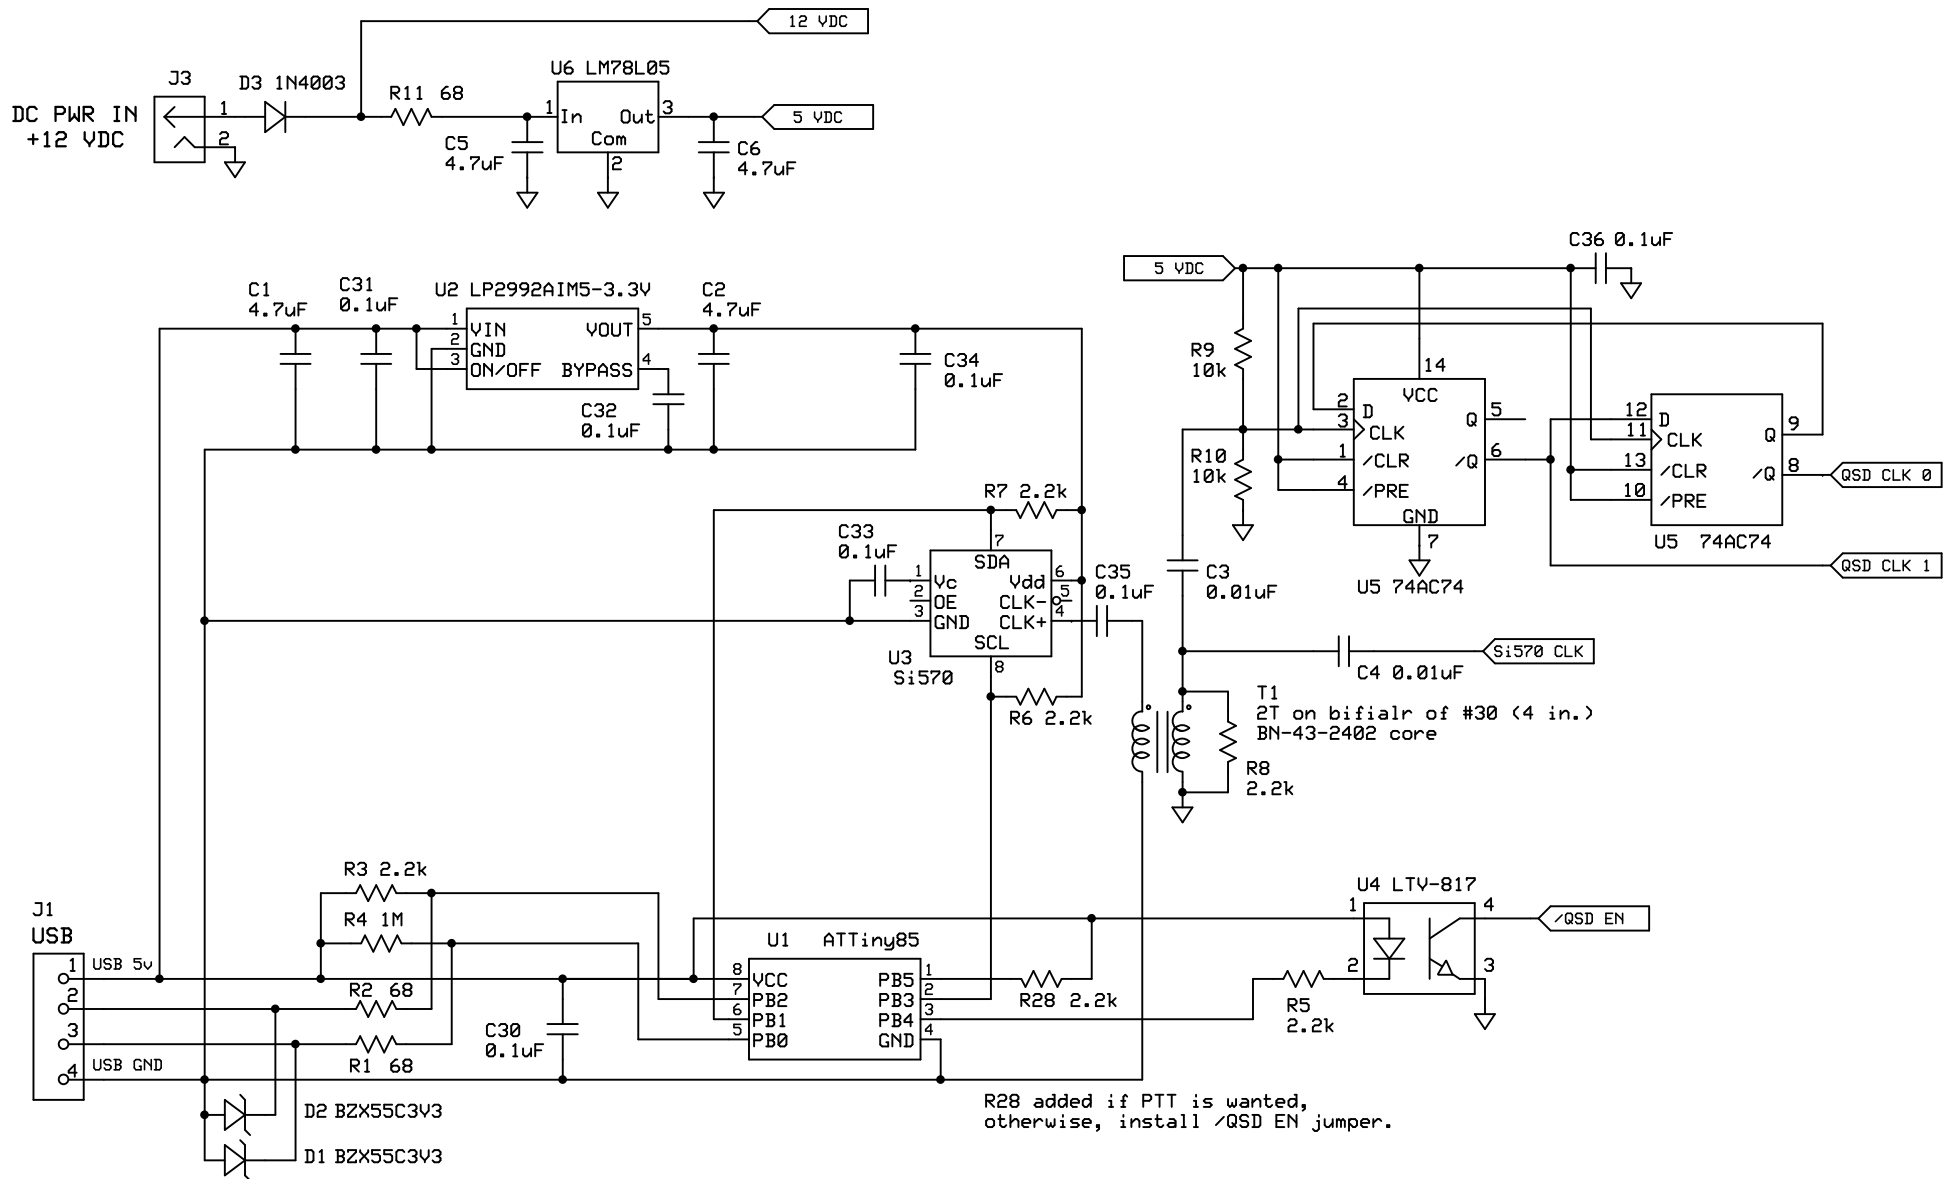 12 VDC
J3
D3 1N4003
R11 68
U6 LM78L05
DC PWR IN
+12 VDC
1
2
1
In
Out
3
Com
2
5 VDC
C5
4.7uF
C6
4.7uF
C36 0.1uF
5 VDC
C1
4.7uF
C31
0.1uF
U2 LP2992AIM5-3.3V
C2
4.7uF
1
VIN
VOUT
5
2
GND
3
ON/OFF
BYPASS
4
C34
0.1uF
C32
0.1uF
R9
10k
14
VCC
2
D
Q
5
3
CLK
1
/CLR
/Q
6
4
/PRE
GND
7
U5 74AC74
12
D
11
CLK
Q
9
13
/CLR
/Q
8
10
/PRE
U5 74AC74
QSD CLK 0
QSD CLK 1
R10
10k
R7 2.2k
C33
0.1uF
7
SDA
1
Vc
Vdd
6
2
OE
CLK-
5
3
GND
CLK+
4
SCL
8
U3
Si570
C35
0.1uF
C3
0.01uF
Si570 CLK
C4 0.01uF
R6 2.2k
T1
2T on bifialr of #30 (4 in.)
BN-43-2402 core
R8
2.2k
R3 2.2k
R4 1M
J1
USB
1
USB 5v
2
R2 68
3
R1 68
4
USB GND
C30
0.1uF
U1 ATTiny85
8
VCC
PB5
1
7
PB2
PB3
2
6
PB1
PB4
3
5
PB0
GND
4
R28 2.2k
U4 LTV-817
1
4
/QSD EN
2
3
R5
2.2k
D2 BZX55C3V3
D1 BZX55C3V3
R28 added if PTT is wanted,
otherwise, install /QSD EN jumper.